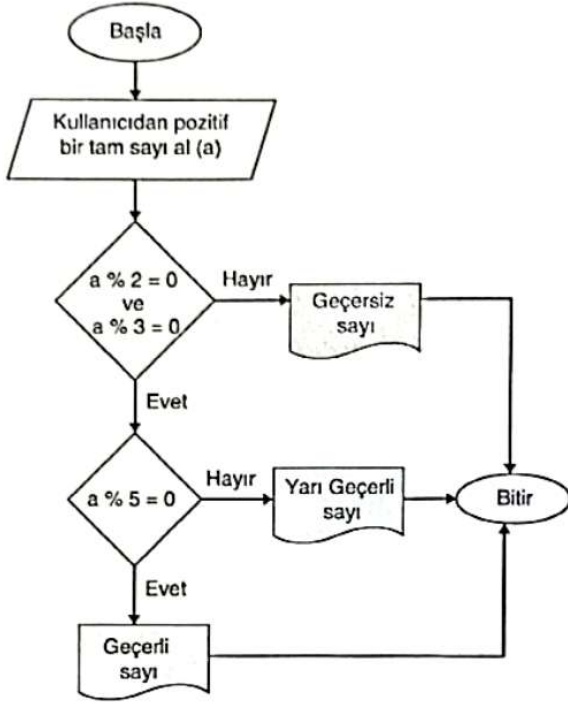 Başla
Kullanıcıdan pozitif
bir tam sayı al (a)
a % 2 = 0
ve
a % 3 = 0
Hayır
Geçersiz
sayı
Evet
a % 5 = 0
Hayır
Yarı Geçerli
sayı
Bitir
Evet
Geçerli
sayı